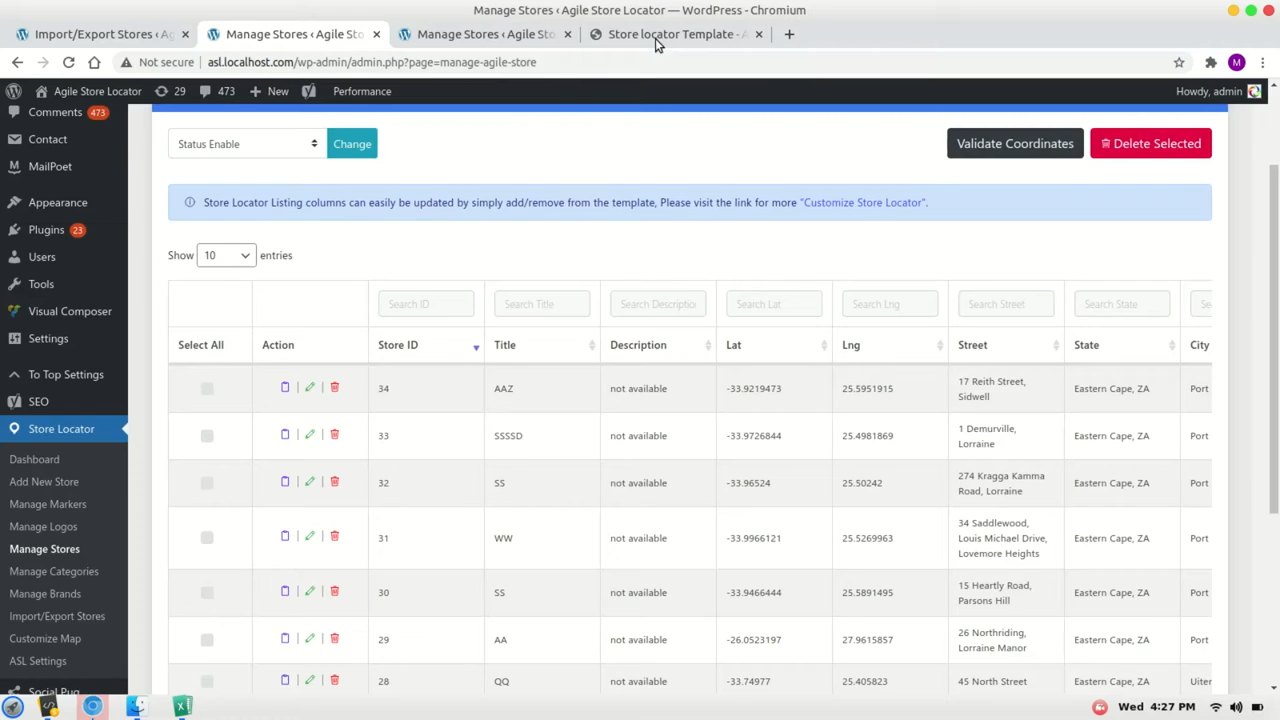 Manage Stores ‹ Agile Store Locator — WordPress - Chromium
Import/Export Stores ‹ Ag
Manage Stores ‹ Agile Sto
Manage Stores ‹ Agile Sto
Store locator Template - A
Not secure
asl.localhost.com/wp-admin/admin.php?page=manage-agile-store
M
Agile Store Locator
29
473
New
Performance
Howdy, admin
Comments 473
Contact
MailPoet
Appearance
Plugins 23
Users
Tools
Visual Composer
Settings
To Top Settings
SEO
Store Locator
Dashboard
Add New Store
Manage Markers
Manage Logos
Manage Stores
Manage Categories
Manage Brands
Import/Export Stores
Customize Map
ASL Settings
Social Pug
Status Enable
Change
Validate Coordinates
Delete Selected
Store Locator Listing columns can easily be updated by simply add/remove from the template, Please visit the link for more "Customize Store Locator".
Show 10 entries
Search ID
Search Title
Search Descriptio
Search Lat
Search Lng
Search Street
Search State
Se
Select All
Action
Store ID
Title
Description
Lat
Lng
Street
State
City
34 AAZ not available -33.9219473 25.5951915 17 Reith Street, Eastern Cape, ZA Port
Sidwell
33 SSSSD not available -33.9726844 25.4981869 1 Demurville, Eastern Cape, ZA Port
Lorraine
32 SS not available -33.96524 25.50242 274 Kragga Kamma Eastern Cape, ZA Port
Road, Lorraine
31 WW not available -33.9966121 25.5269963 34 Saddlewood, Eastern Cape, ZA Port
Louis Michael Drive,
Lovemore Heights
30 SS not available -33.9466444 25.5891495 15 Heartly Road, Eastern Cape, ZA Port
Parsons Hill
29 AA not available -26.0523197 27.9615857 26 Northriding, Eastern Cape, ZA Port
Lorraine Manor
28 QQ not available -33.74977 25.405823 45 North Street Eastern Cape, ZA Uiter
Wed 4:27 PM